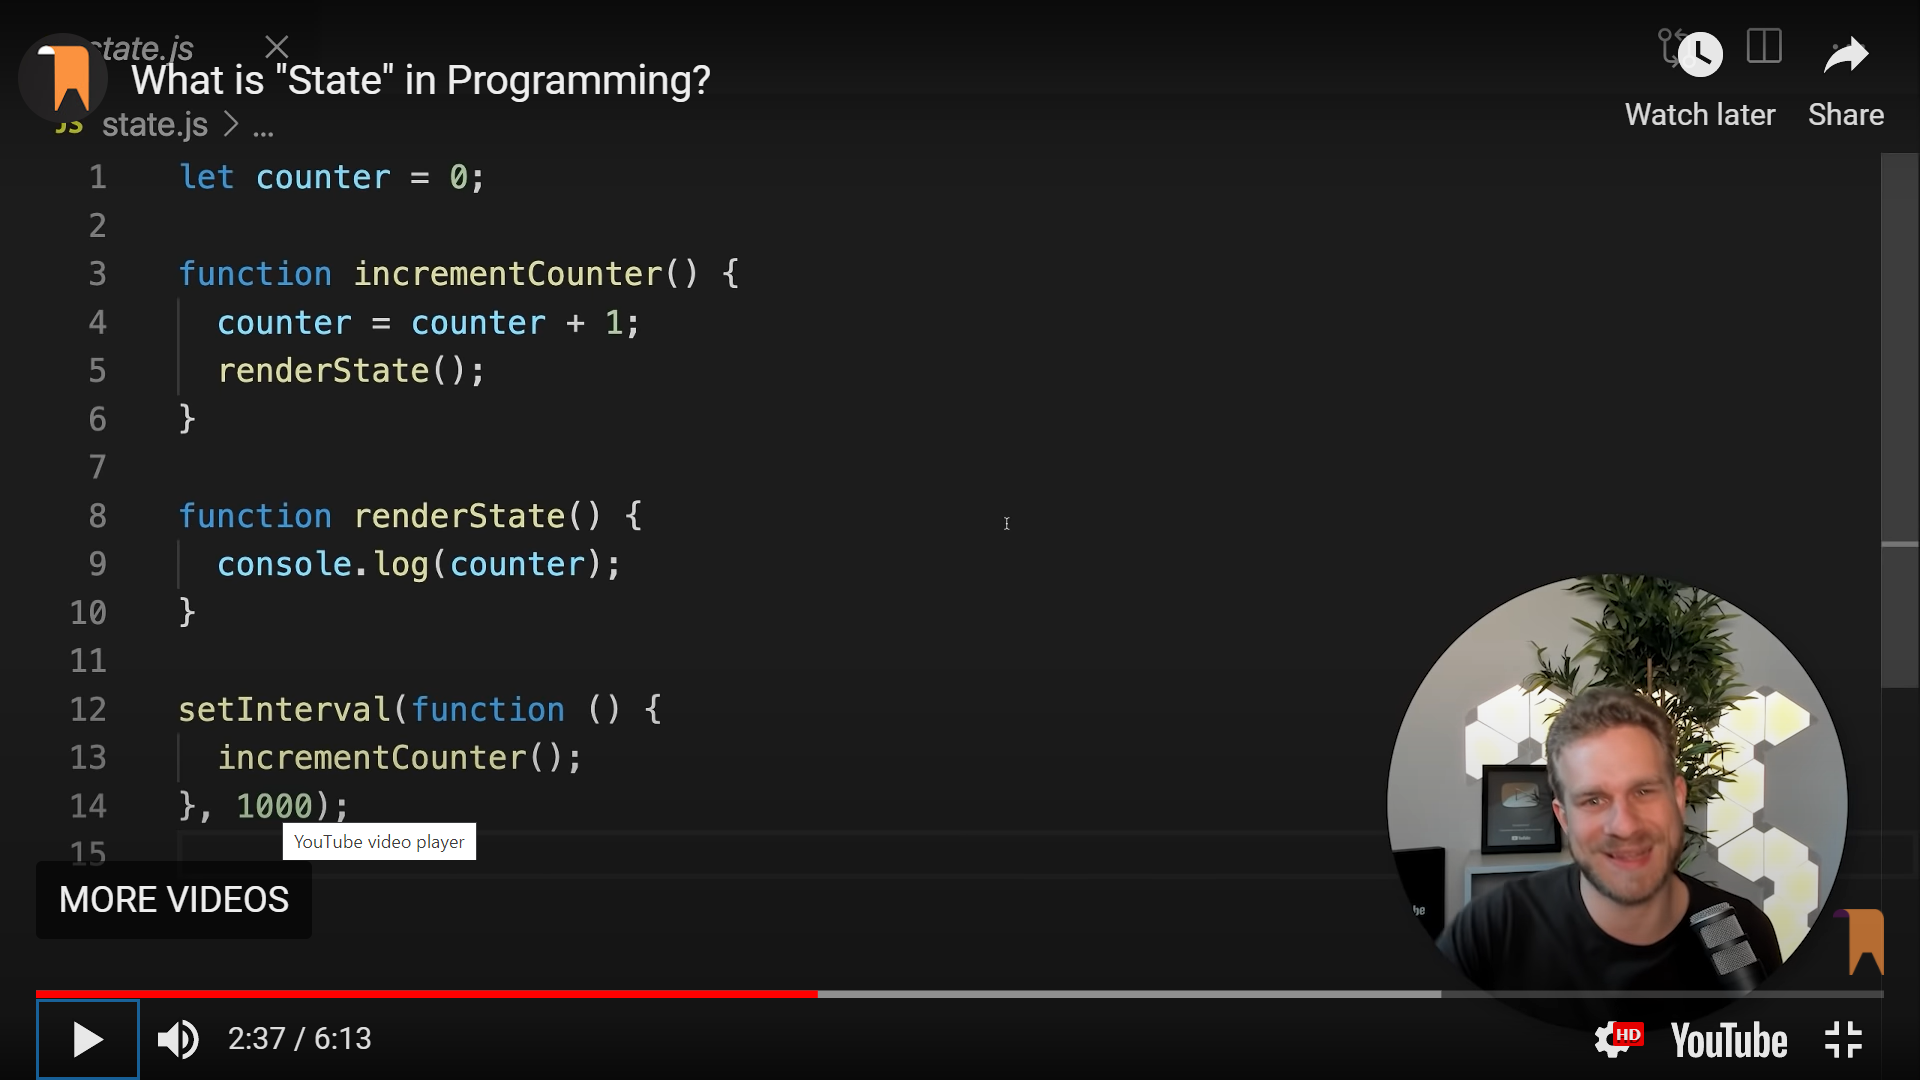 state.js
What is "State" in Programming?
Watch later
Share
JS state.js > ...
1 let counter = 0;
2
3 function incrementCounter() {
4 counter = counter + 1;
5 renderState();
6 }
7
8 function renderState() {
9 console.log(counter);
10 }
11
12 setInterval(function () {
13 incrementCounter();
14 }, 1000);
15
YouTube video player
MORE VIDEOS
be
2:37 / 6:13
HD
YouTube